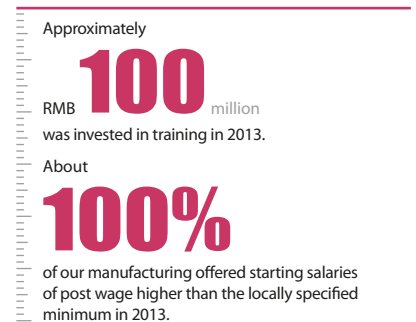 Approximately
RMB 100 million
was invested in training in 2013.
About
100%
of our manufacturing offered starting salaries
of post wage higher than the locally specified
minimum in 2013.